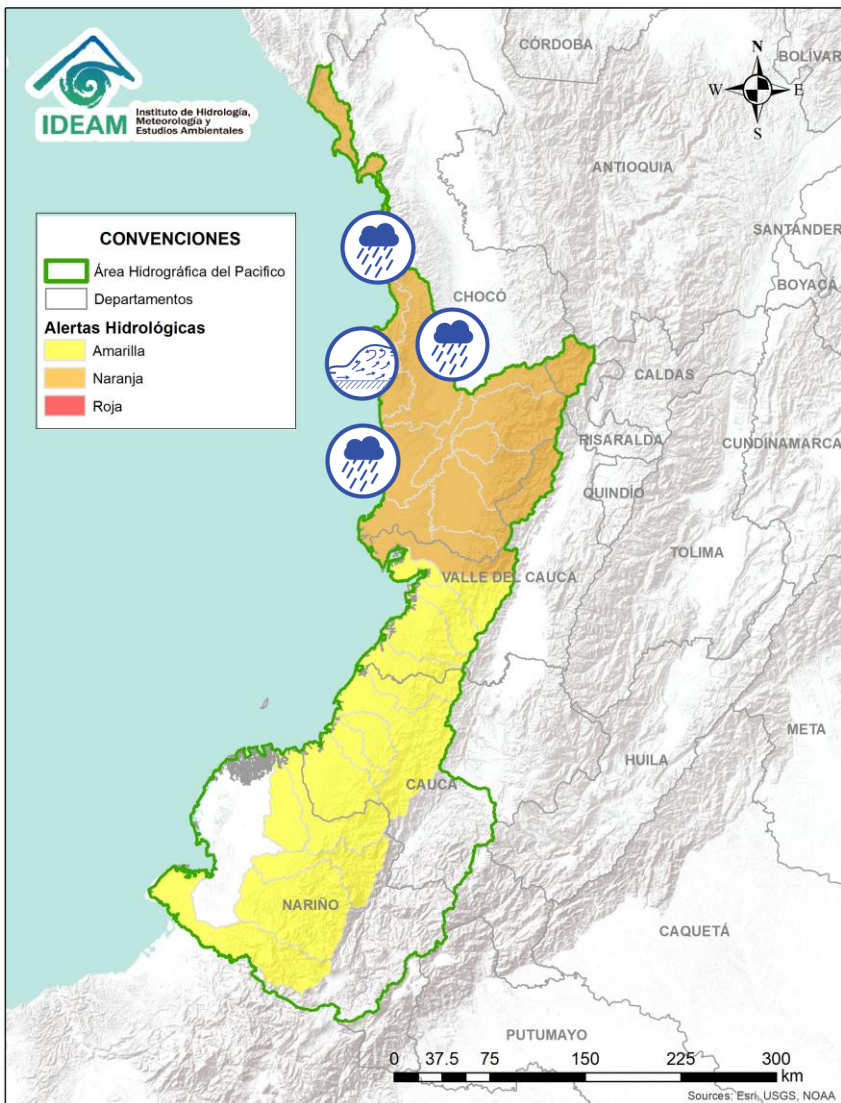 IDEAM
Instituto de Hidrología,
Meteorología y
Estudios Ambientales
N
W
E
S
CÓRDOBA
BOLÍVAR
ANTIOQUIA
SANTANDER
BOYACÁ
CONVENCIONES
Área Hidrográfica del Pacifico
Departamentos
Alertas Hidrológicas
Amarilla
Naranja
Roja
CHOCÓ
CALDAS
RISARALDA
CUNDINAMARCA
QUINDÍO
TOLIMA
VALLE DEL CAUCA
META
HUILA
CAUCA
NARIÑO
CAQUETÁ
PUTUMAYO
0 37.5 75 150 225 300
km
Sources: Esri, USGS, NOAA